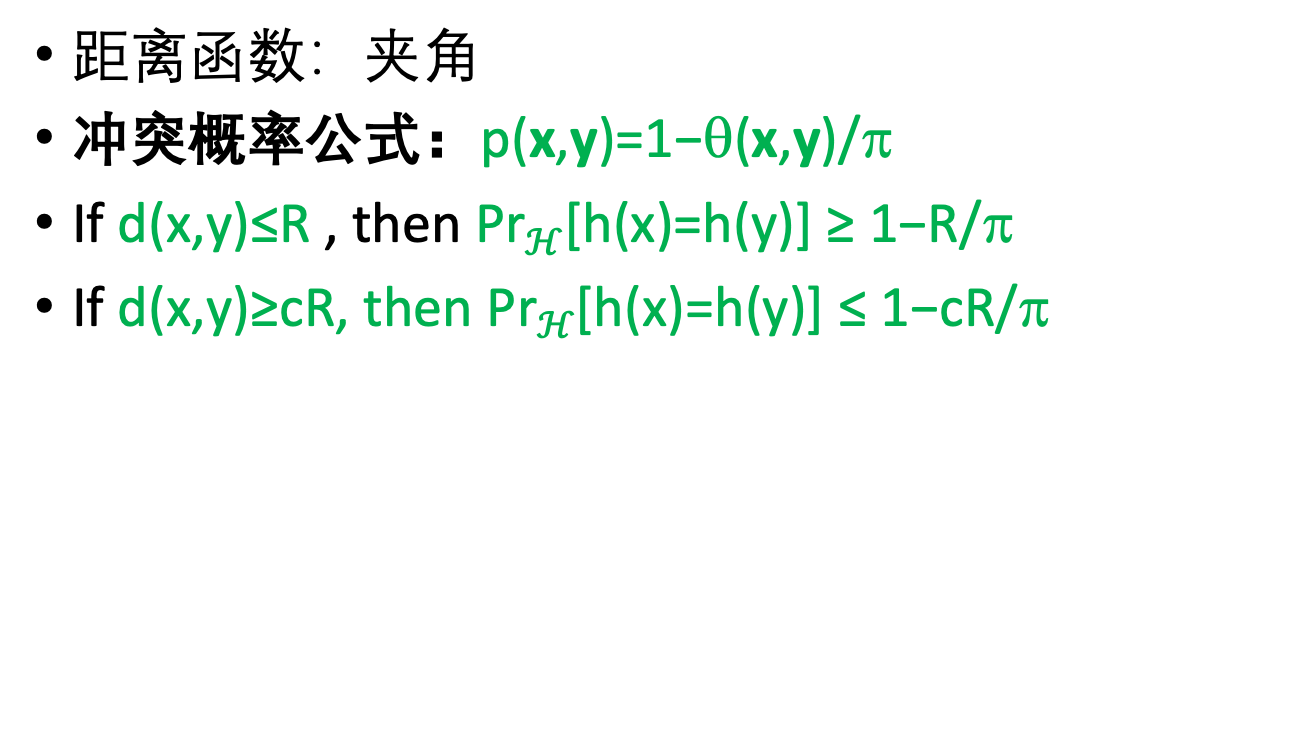 • 距离函数：夹角
• 冲突概率公式：p(x,y)=1−θ(x,y)/π
• If d(x,y)≤R , then Prℋ[h(x)=h(y)] ≥ 1−R/π
• If d(x,y)≥cR, then Prℋ[h(x)=h(y)] ≤ 1−cR/π